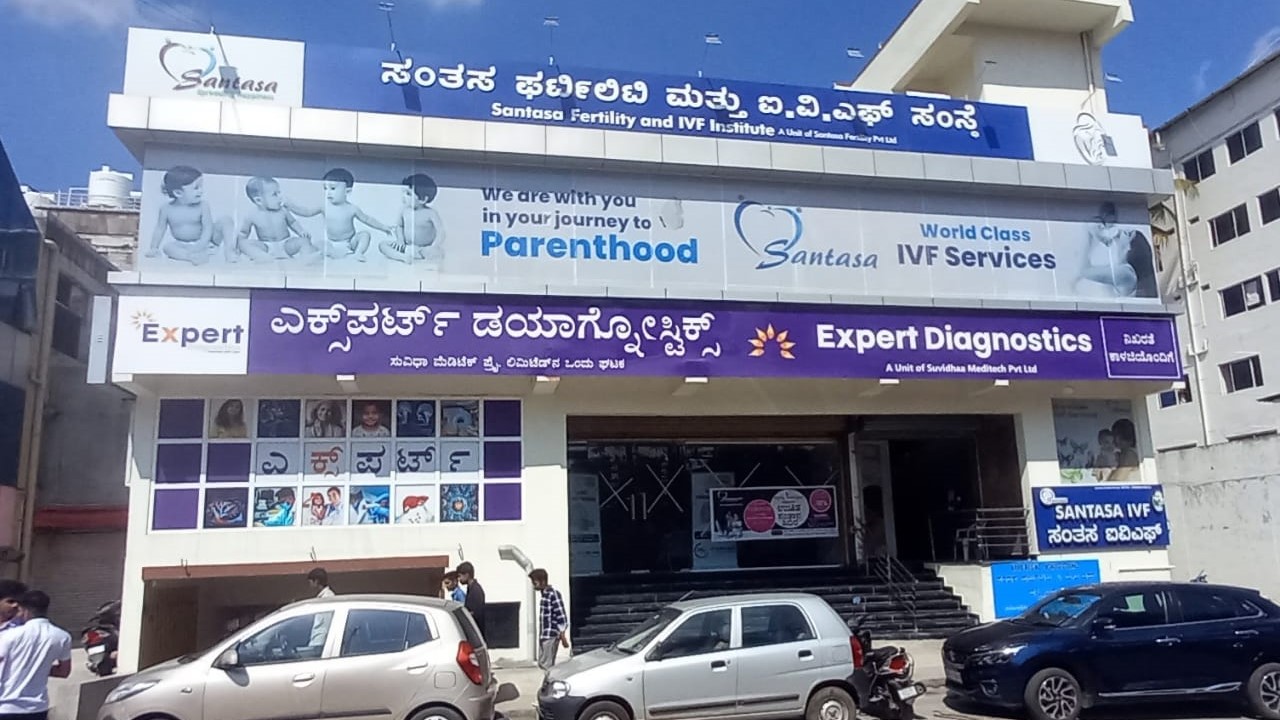 Santasa
ಸಂತಸ ಫರ್ಟಿಲಿಟಿ ಮತ್ತು ಐ.ವಿ.ಎಫ್ ಸಂಸ್ಥೆ
Santasa Fertility and IVF Institute A Unit of Santasa Fertility Pvt Ltd
We are with you
in your journey to
Parenthood
Santasa
World Class
IVF Services
Expert
ಎಕ್ಸ್‌ಪರ್ಟ್ ಡಯಾಗ್ನೋಸ್ಟಿಕ್ಸ್
ಸುವಿಧಾ ಮೆಡಿಟೆಕ್ ಪ್ರೈ. ಲಿಮಿಟೆಡ್‌ನ ಒಂದು ಘಟಕ
Expert Diagnostics
A Unit of Suvidhaa Meditech Pvt Ltd
ನಿಖರತೆ
ಕಾಳಜಿಯೊಂದಿಗೆ
ಎಕ್ಸ್‌ಪರ್ಟ್
SANTASA IVF
ಸಂತಸ ಐವಿಎಫ್